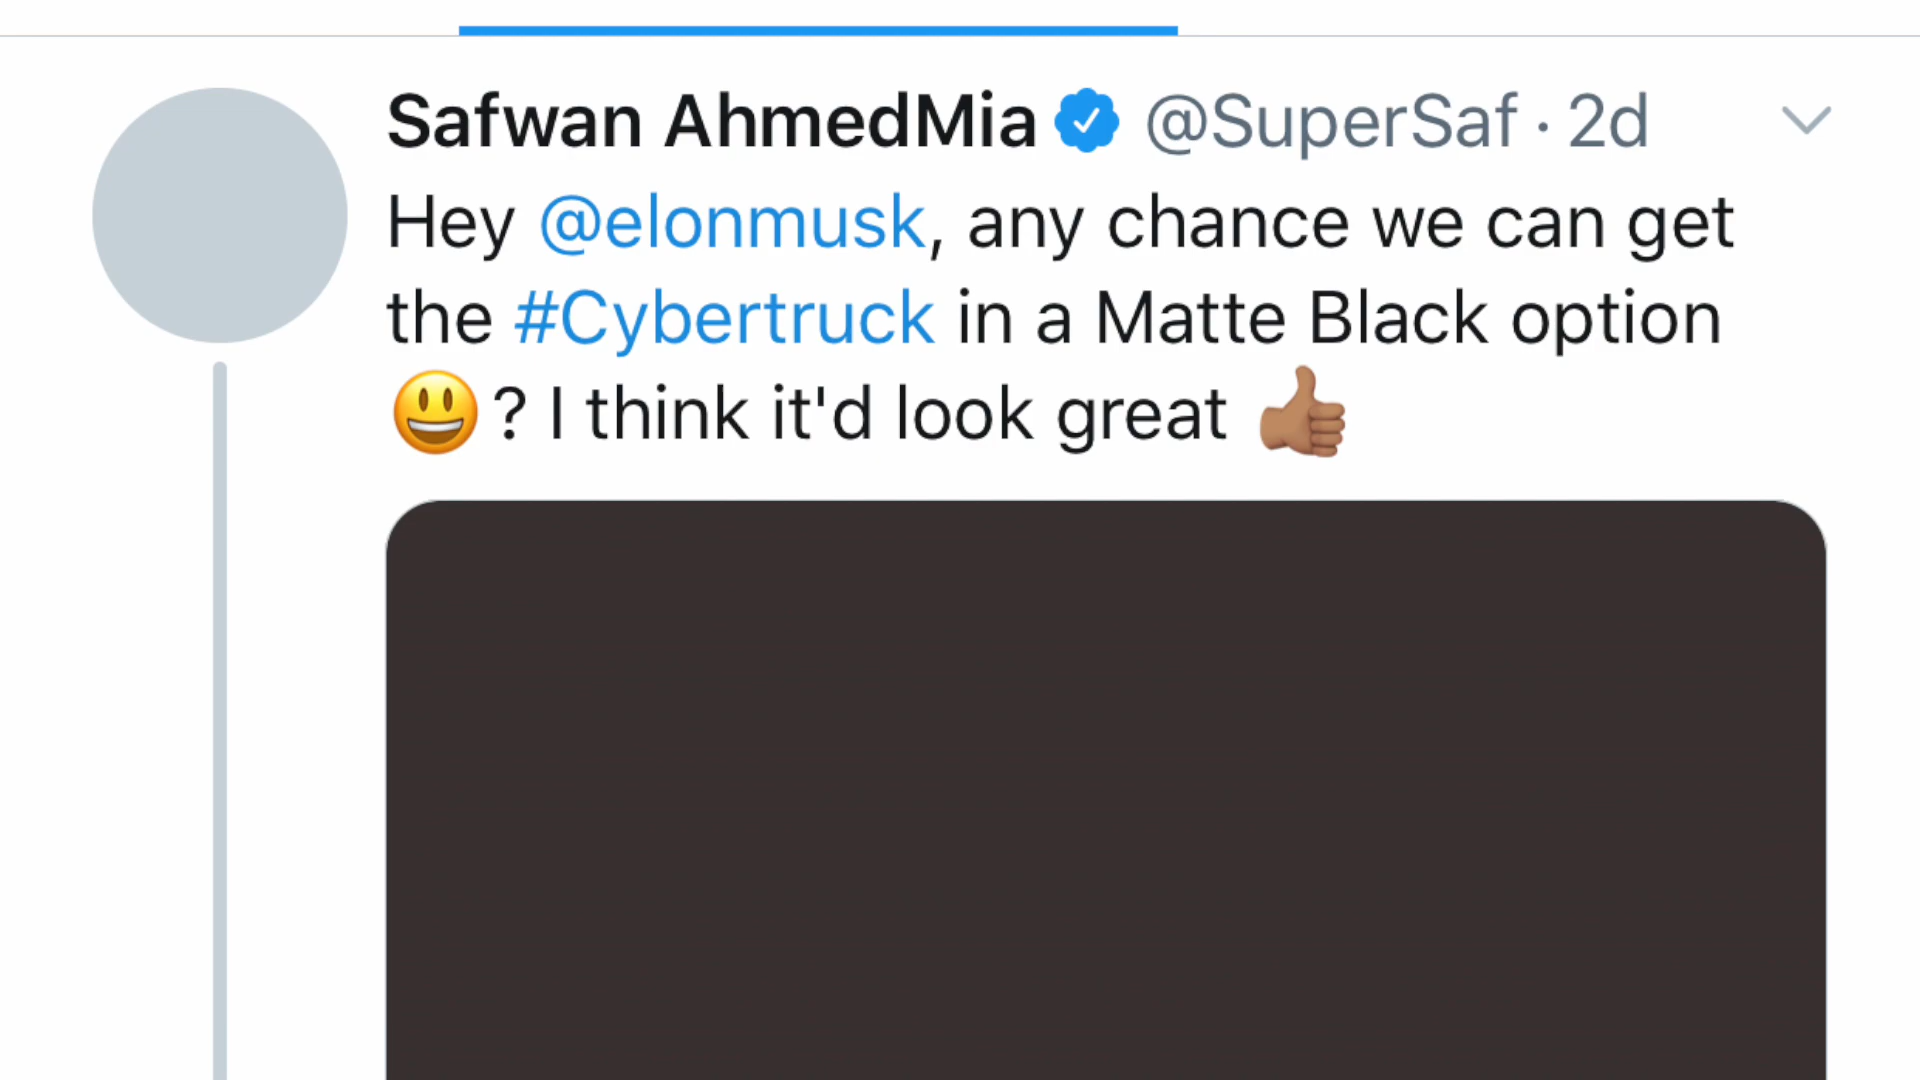 Safwan AhmedMia @SuperSaf · 2d
Hey @elonmusk, any chance we can get
the #Cybertruck in a Matte Black option
😃? I think it'd look great 👍🏽